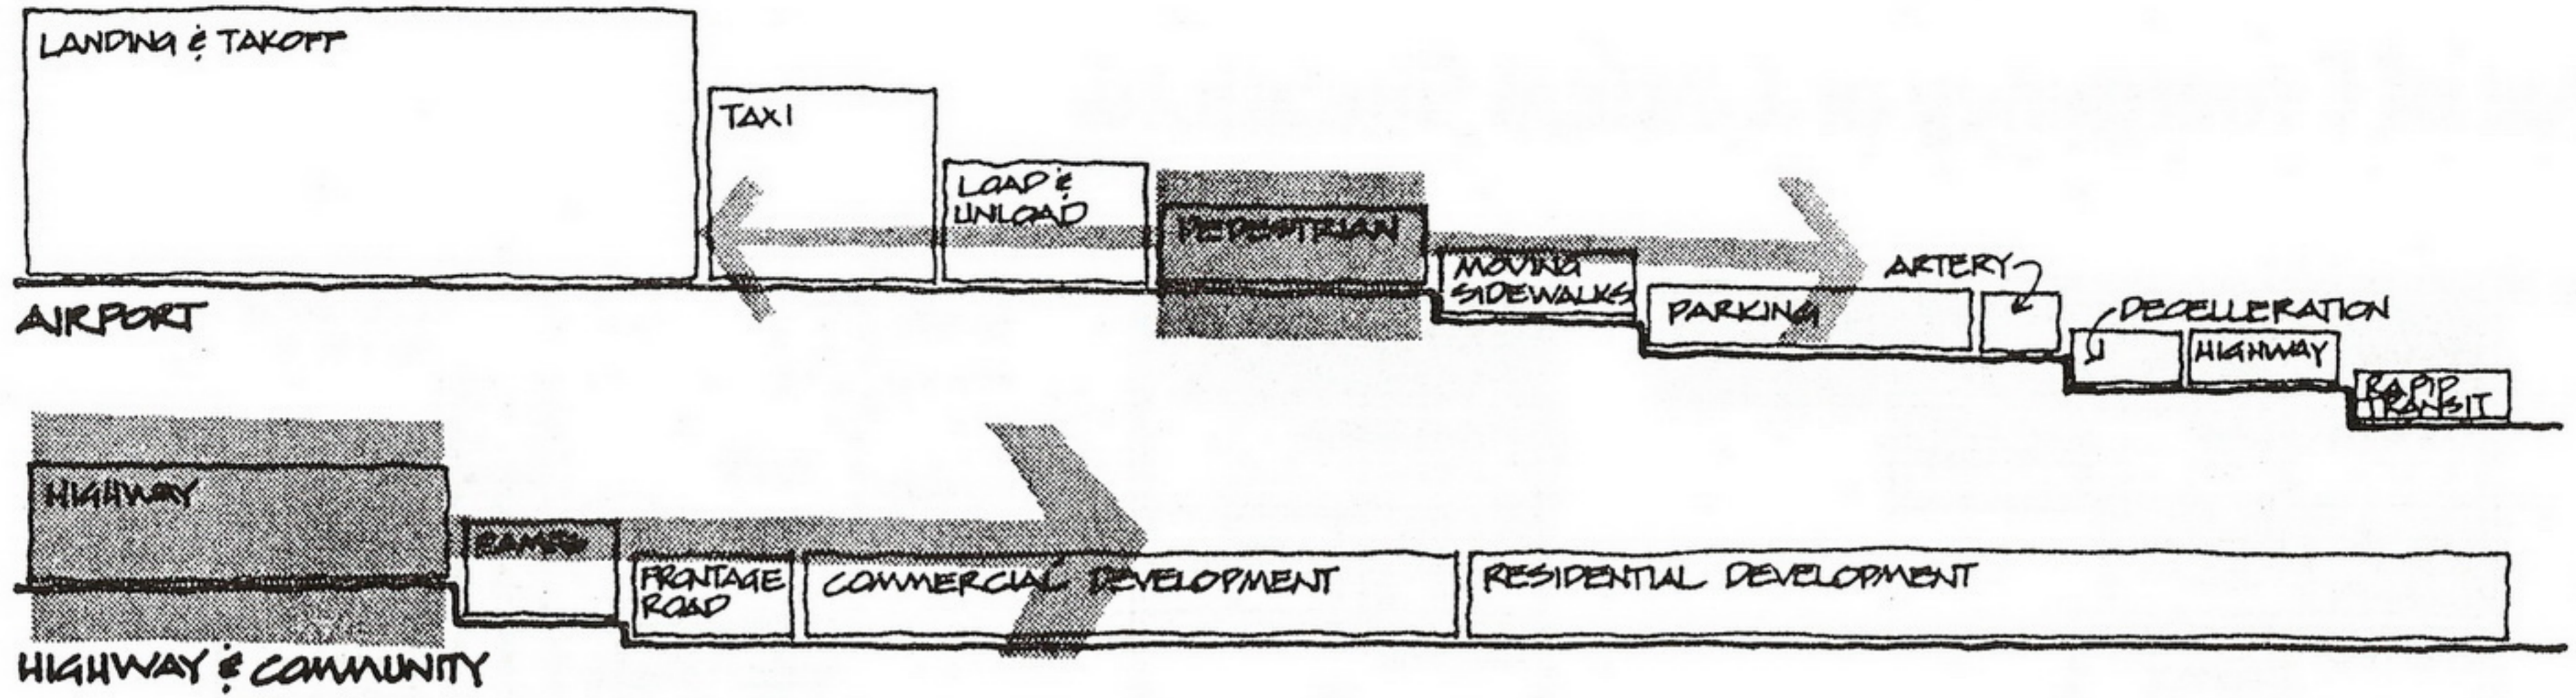 LANDING & TAKOFF
TAXI
LOAD &
UNLOAD
PEDESTRIAN
MOVING
SIDEWALKS
PARKING
ARTERY
DECELLERATION
HIGHWAY
RAPID
TRANSIT
AIRPORT
HIGHWAY
RAMPS
FRONTAGE
ROAD
COMMERCIAL DEVELOPMENT
RESIDENTIAL DEVELOPMENT
HIGHWAY & COMMUNITY